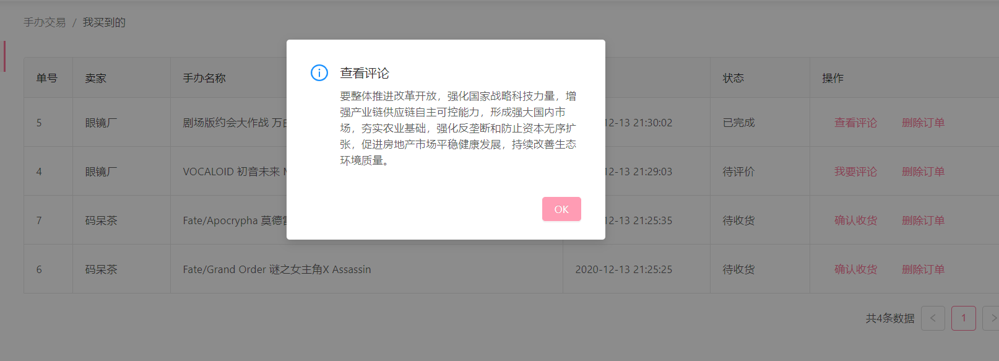 手办交易 / 我买到的
单号 卖家 手办名称 状态 操作
查看评论
要整体推进改革开放，强化国家战略科技力量，增
强产业链供应链自主可控能力，形成强大国内市
场，夯实农业基础，强化反垄断和防止资本无序扩
张，促进房地产市场平稳健康发展，持续改善生态
环境质量。
OK
5 眼镜厂 剧场版约会大作战 12-13 21:30:02 已完成 查看评论 删除订单
4 眼镜厂 VOCALOID 初音未来 12-13 21:29:03 待评价 我要评论 删除订单
7 码呆茶 Fate/Apocrypha 莫德 12-13 21:25:35 待收货 确认收货 删除订单
6 码呆茶 Fate/Grand Order 谜之女主角X Assassin 2020-12-13 21:25:25 待收货 确认收货 删除订单
共4条数据 < 1 >